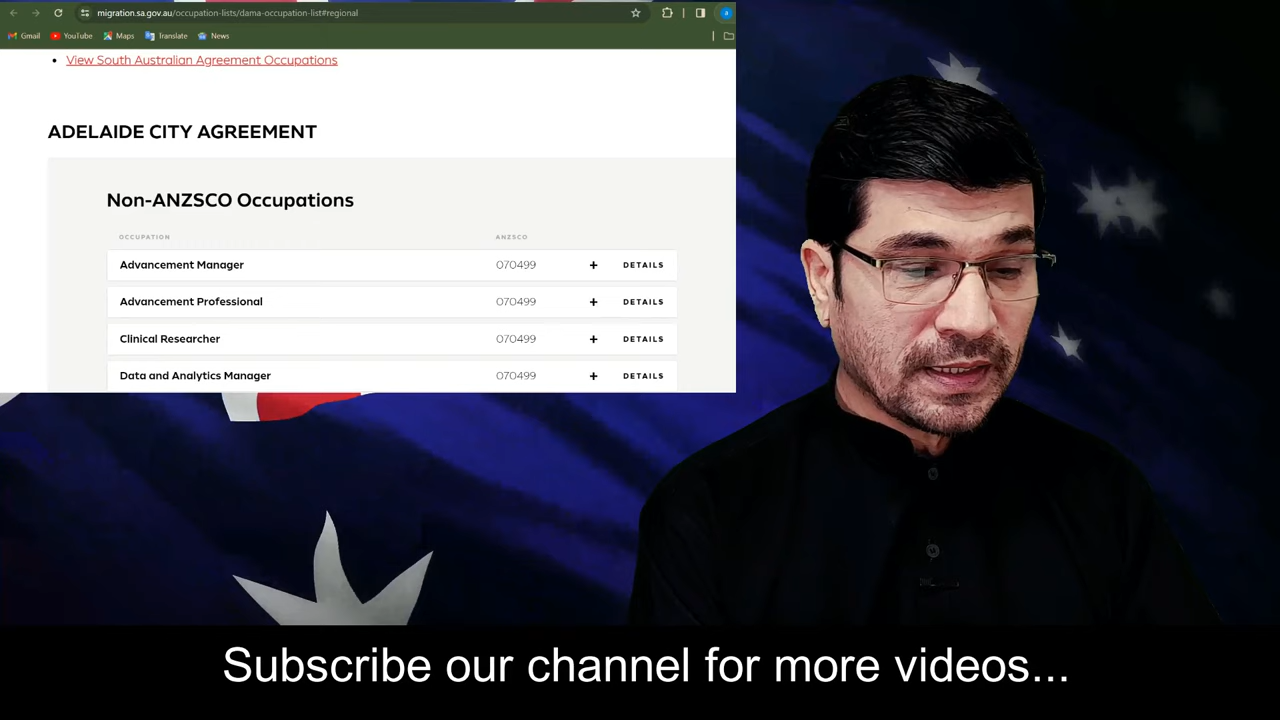 migration.sa.gov.au/occupation-lists/dama-occupation-list#regional
Gmail YouTube Maps Translate News
View South Australian Agreement Occupations
ADELAIDE CITY AGREEMENT
Non-ANZSCO Occupations
OCCUPATION ANZSCO
Advancement Manager 070499 + DETAILS
Advancement Professional 070499 + DETAILS
Clinical Researcher 070499 + DETAILS
Data and Analytics Manager 070499 + DETAILS
Subscribe our channel for more videos...